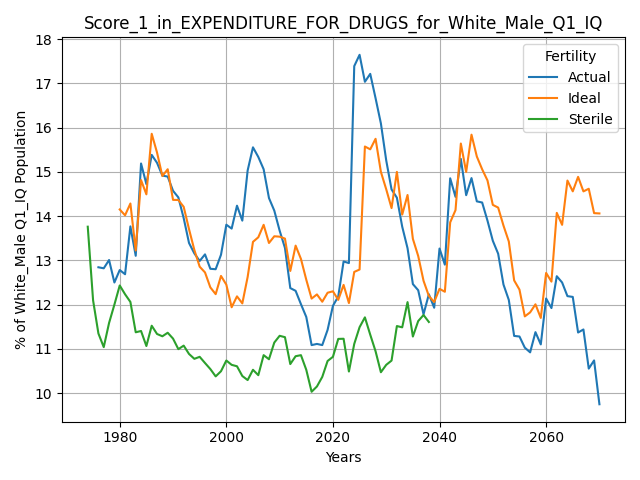 Score_1_in_EXPENDITURE_FOR_DRUGS_for_White_Male_Q1_IQ
% of White_Male Q1_IQ Population
18
17
16
15
14
13
12
11
10
Fertility
Actual
Ideal
Sterile
1980 2000 2020 2040 2060
Years